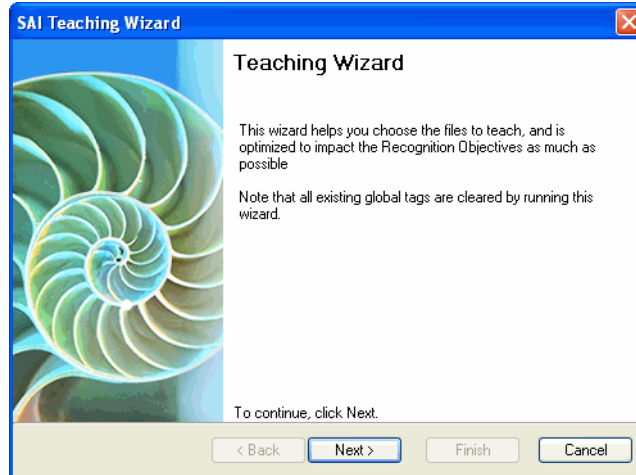 SAI Teaching Wizard
Teaching Wizard
This wizard helps you choose the files to teach, and is
optimized to impact the Recognition Objectives as much as
possible
Note that all existing global tags are cleared by running this
wizard.
To continue, click Next.
< Back
Next >
Finish
Cancel